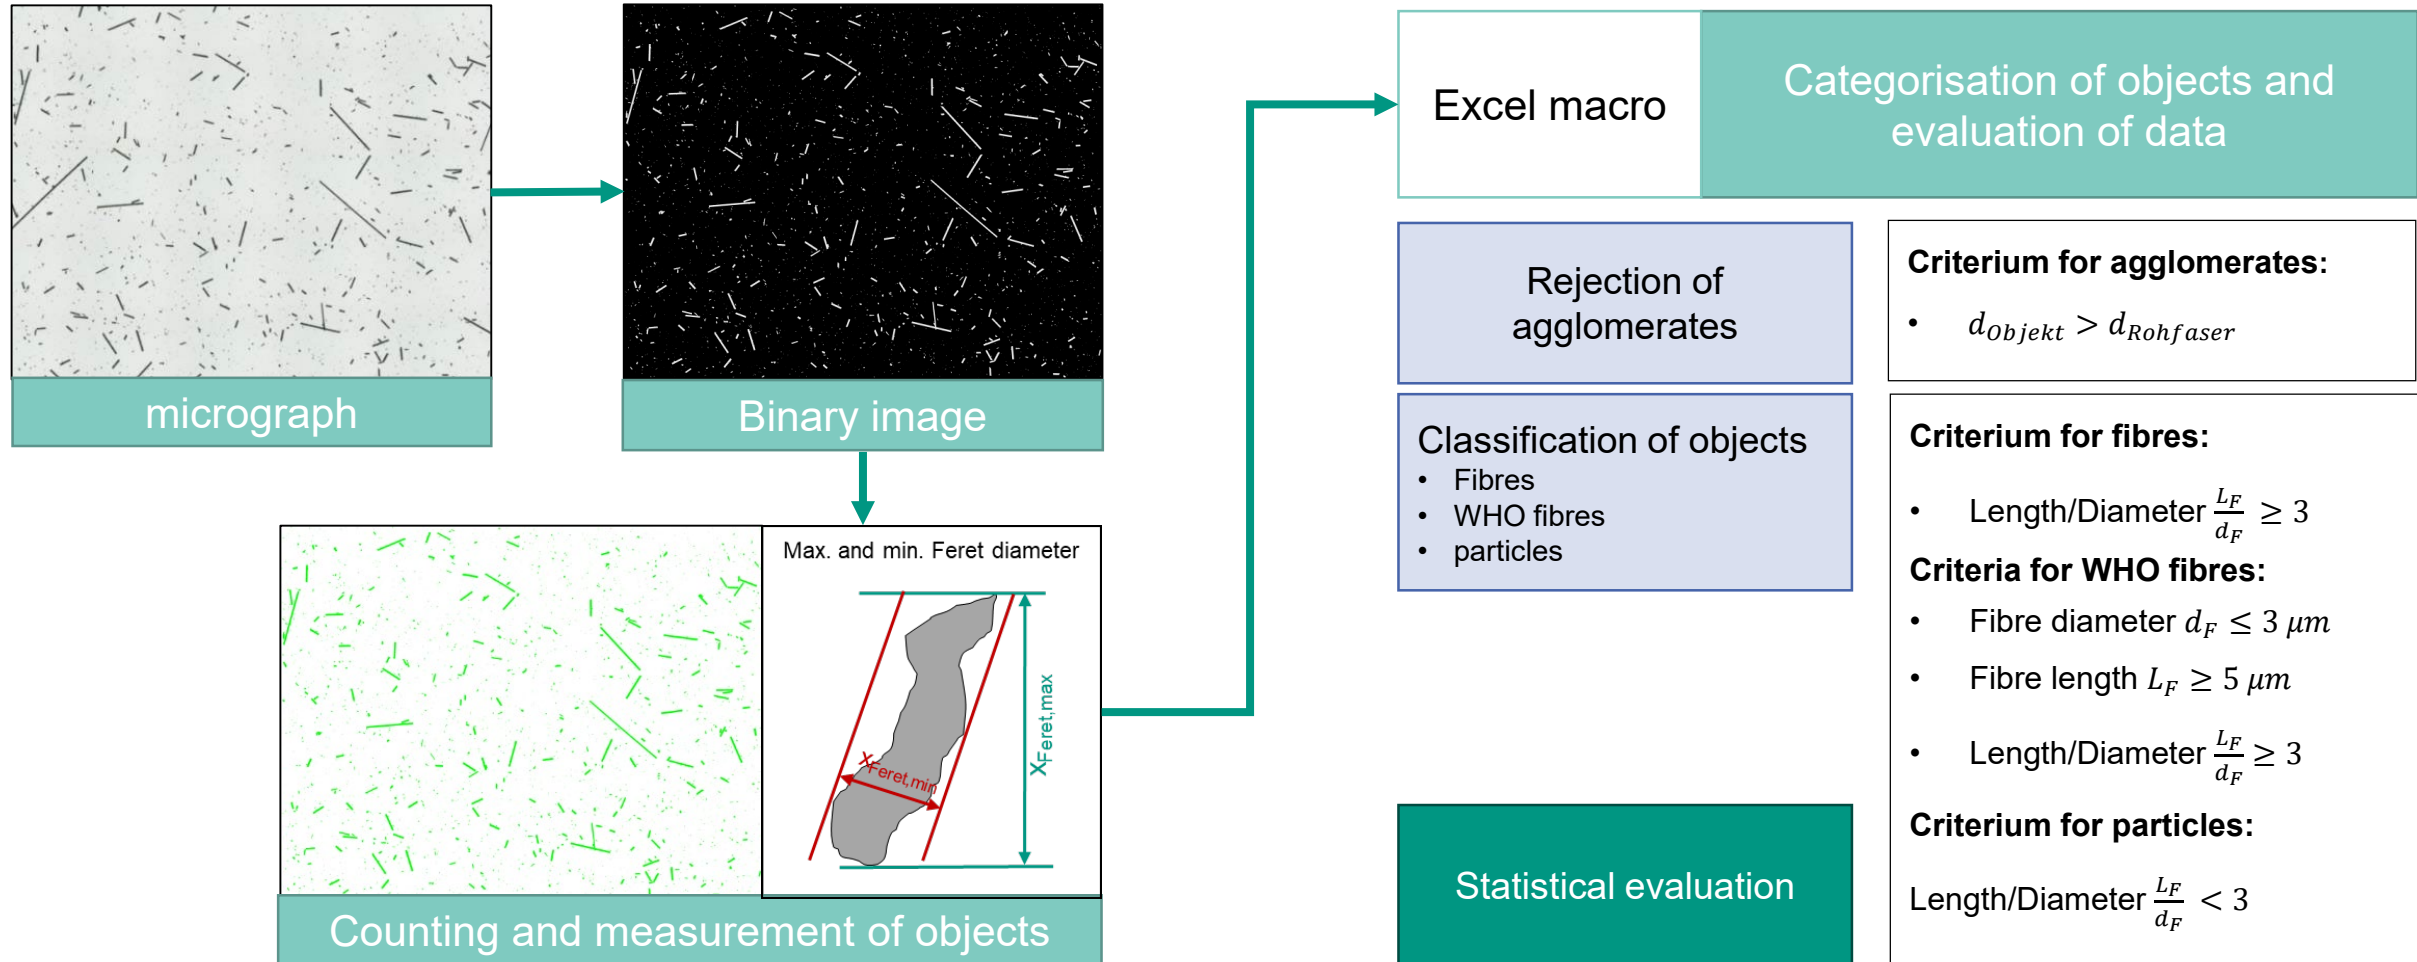 micrograph
Binary image
Max. and min. Feret diameter
xFeret,min
xFeret,max
Counting and measurement of objects
Excel macro
Categorisation of objects and
evaluation of data
Rejection of
agglomerates
Criterium for agglomerates:
• dObjekt > dRohfaser
Classification of objects
• Fibres
• WHO fibres
• particles
Criterium for fibres:
• Length/Diameter L_F/d_F ≥ 3
Criteria for WHO fibres:
• Fibre diameter d_F ≤ 3 μm
• Fibre length L_F ≥ 5 μm
• Length/Diameter L_F/d_F ≥ 3
Criterium for particles:
Length/Diameter L_F/d_F < 3
Statistical evaluation